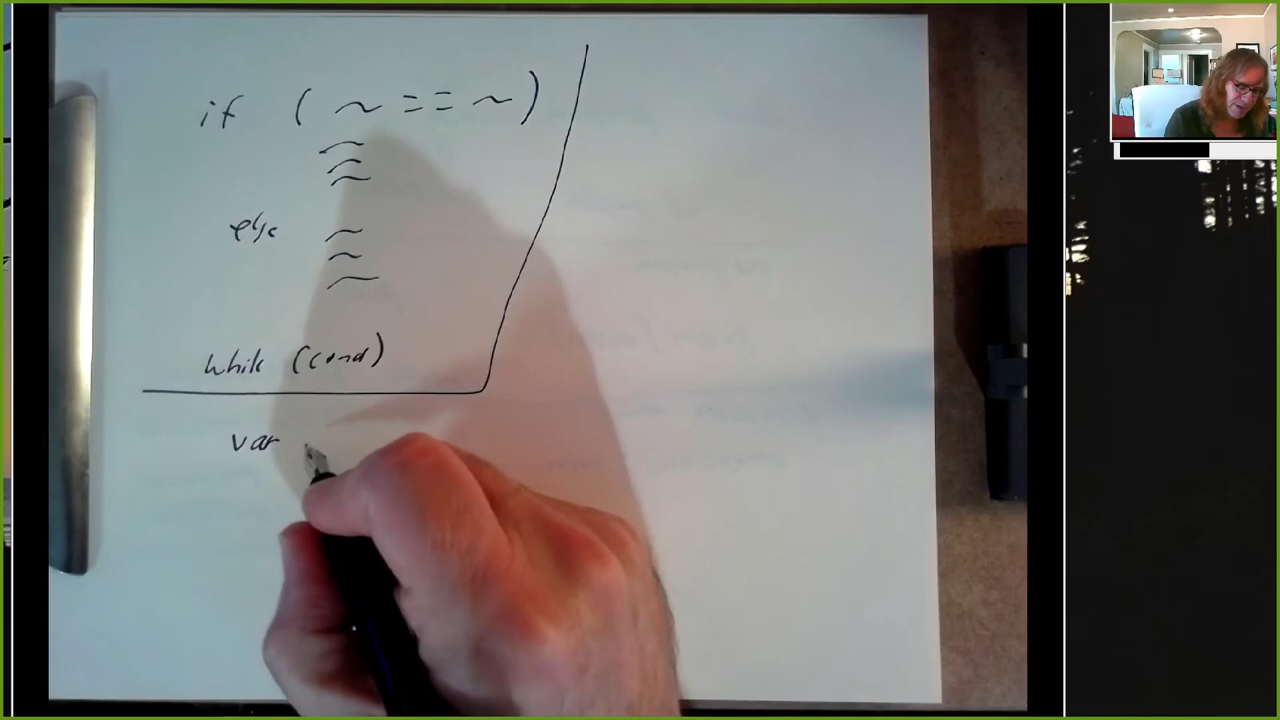 if ( ~ == ~ )
else
while (cond)
var